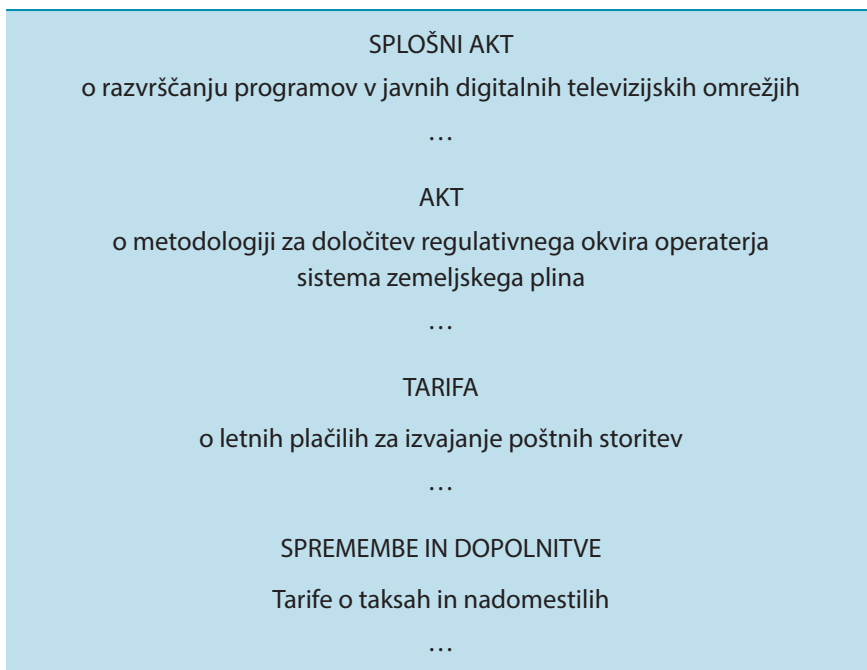 SPLOŠNI AKT
o razvrščanju programov v javnih digitalnih televizijskih omrežjih
…
AKT
o metodologiji za določitev regulativnega okvira operaterja
sistema zemeljskega plina
…
TARIFA
o letnih plačilih za izvajanje poštnih storitev
…
SPREMEMBE IN DOPOLNITVE
Tarife o taksah in nadomestilih
…